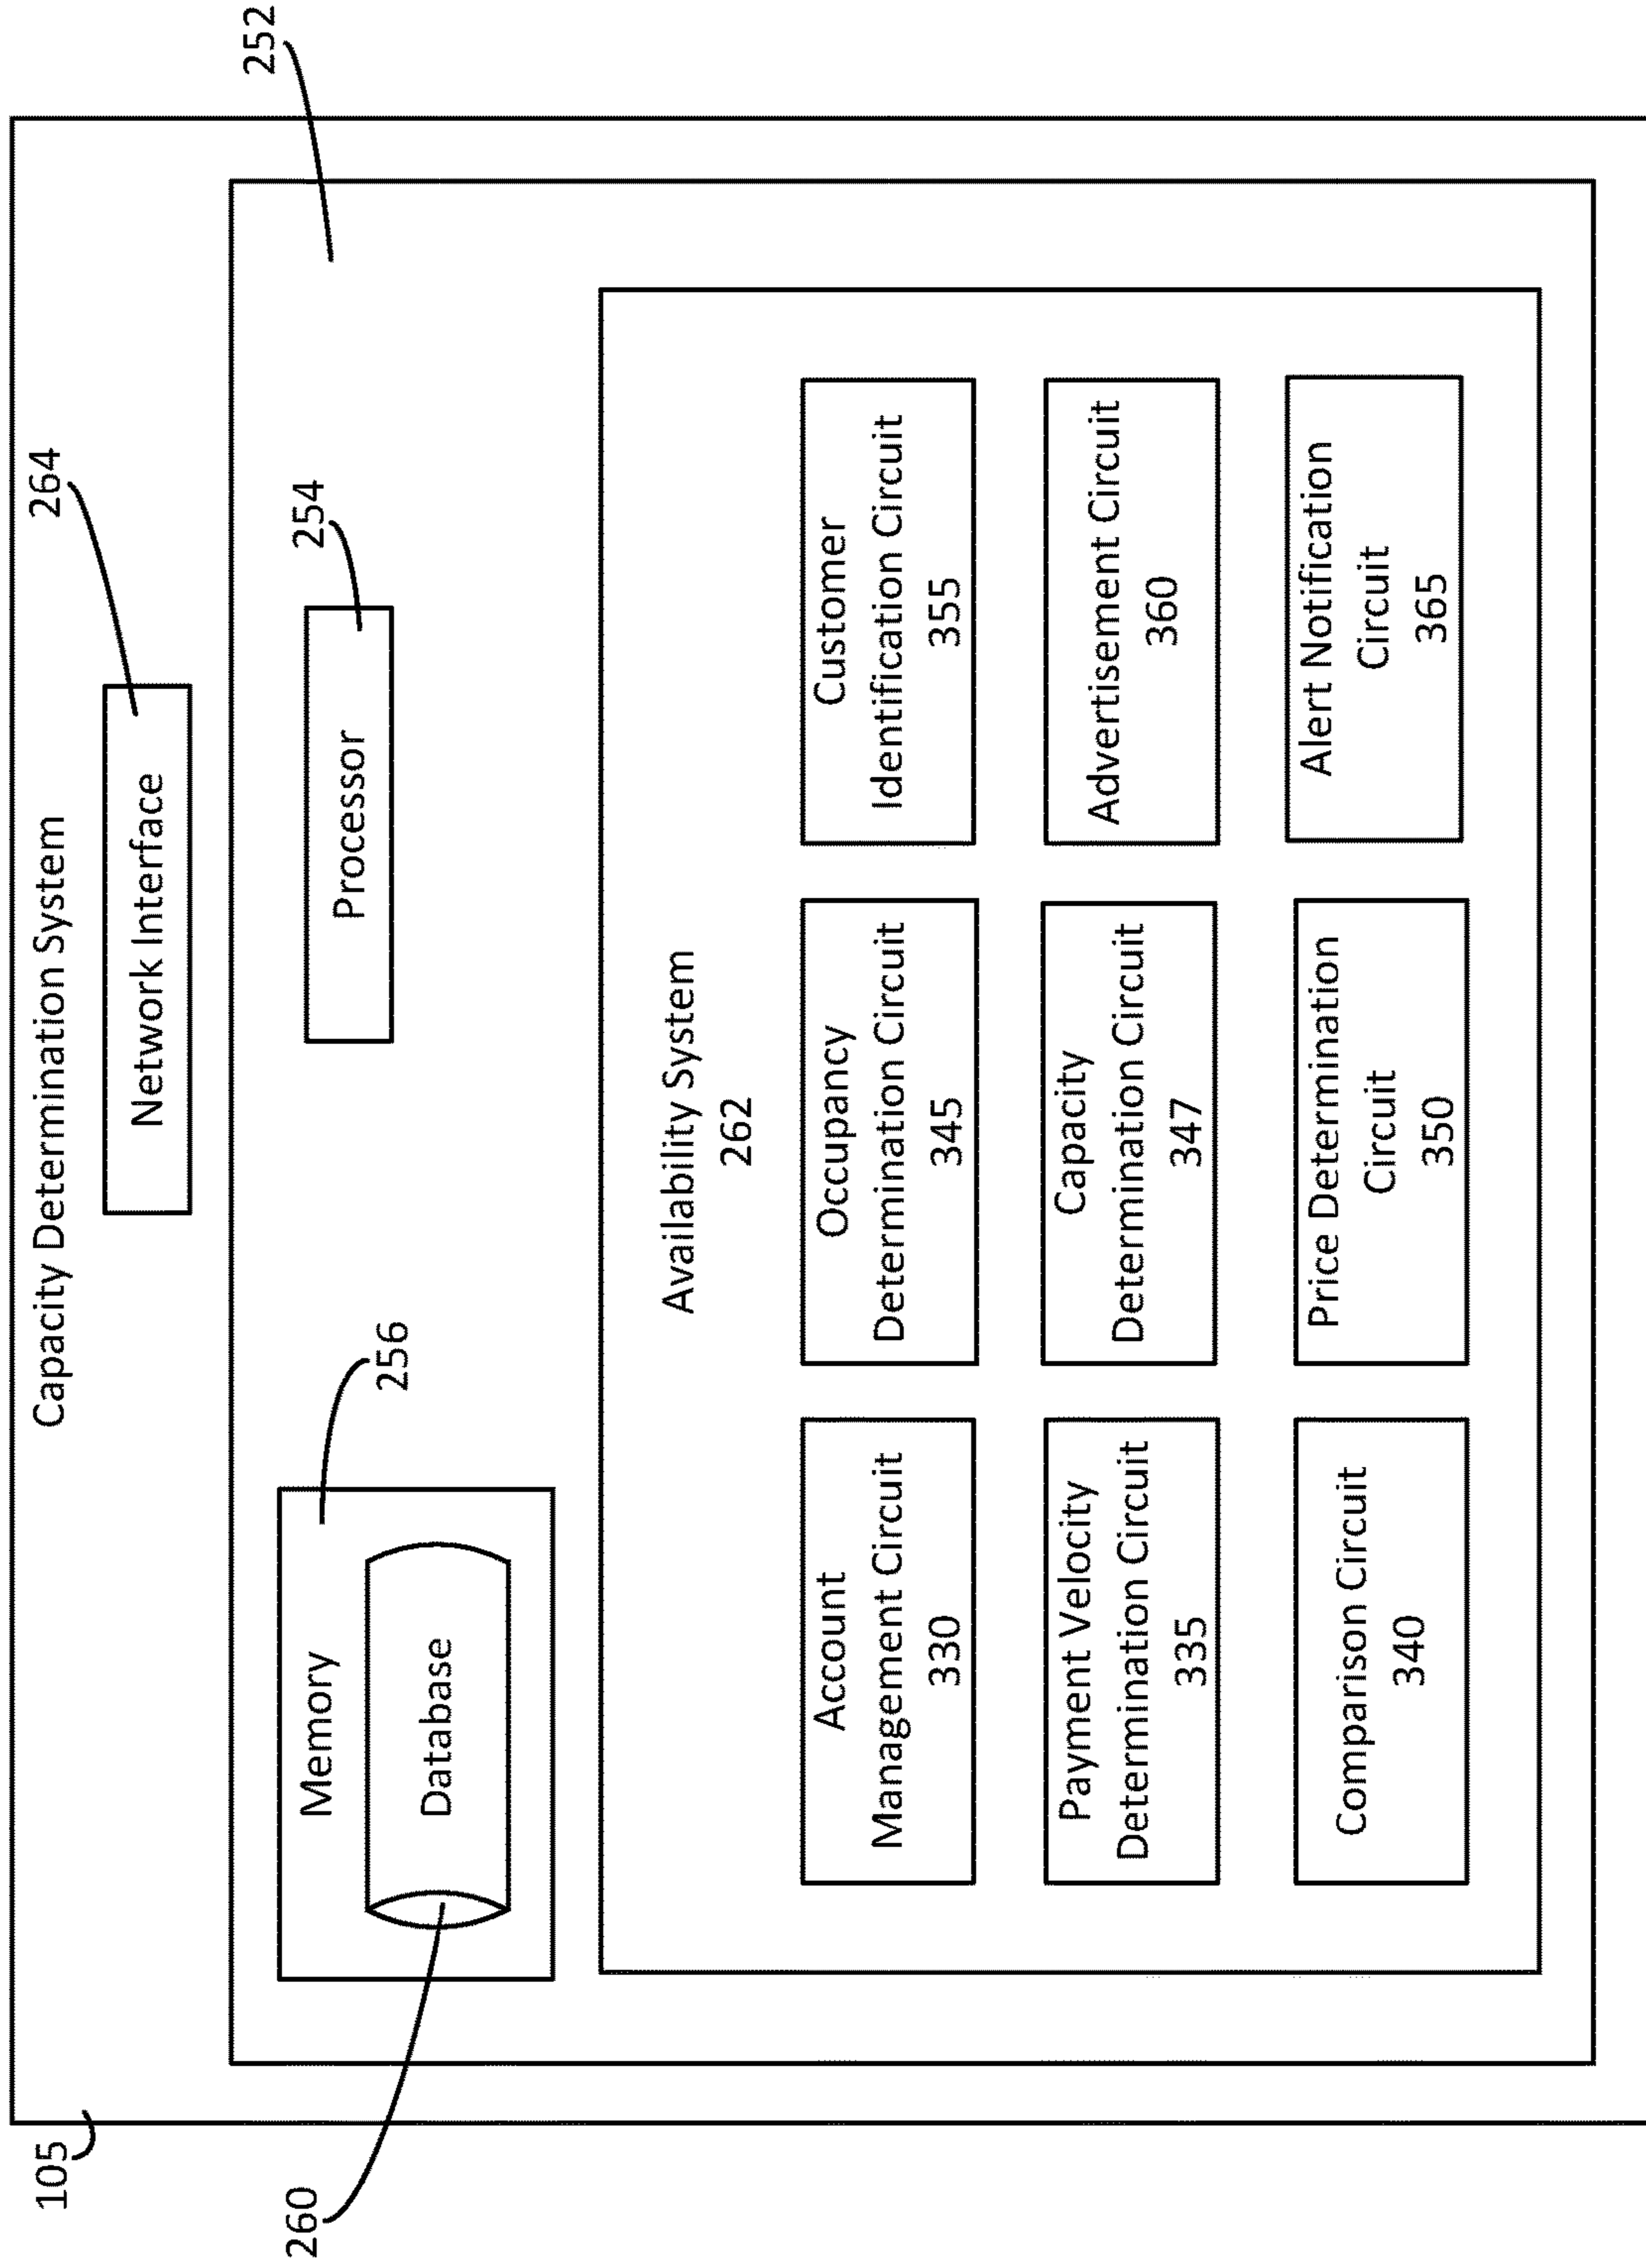 Capacity Determination System
105
Network Interface
264
252
Memory
256
Database
260
Processor
254
Availability System
262
Account
Management Circuit
330
Occupancy
Determination Circuit
345
Customer
Identification Circuit
355
Payment Velocity
Determination Circuit
335
Capacity
Determination Circuit
347
Advertisement Circuit
360
Comparison Circuit
340
Price Determination
Circuit
350
Alert Notification
Circuit
365